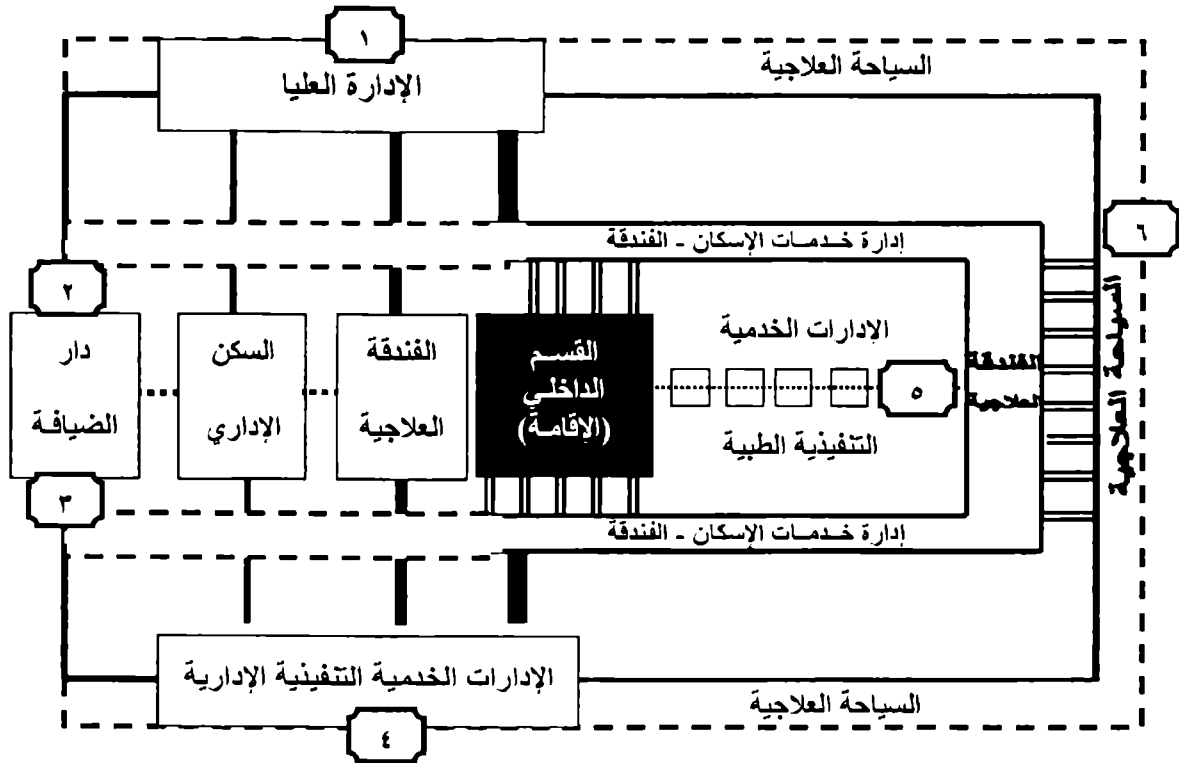 ١
الإدارة العليا
السياحة العلاجية
٦
إدارة خدمـات الإسكان - الفندقة
٢
دار
الضيافة
السكن
الإداري
الفندقة
العلاجية
القسم
الداخلي
(الإقامة)
الإدارات الخدمية
٥
التنفيذية الطبية
الفندقة
العلاجية
السياحة العلاجية
٣
إدارة خدمـات الإسكان - الفندقة
الإدارات الخدمية التنفيذية الإدارية
السياحة العلاجية
٤